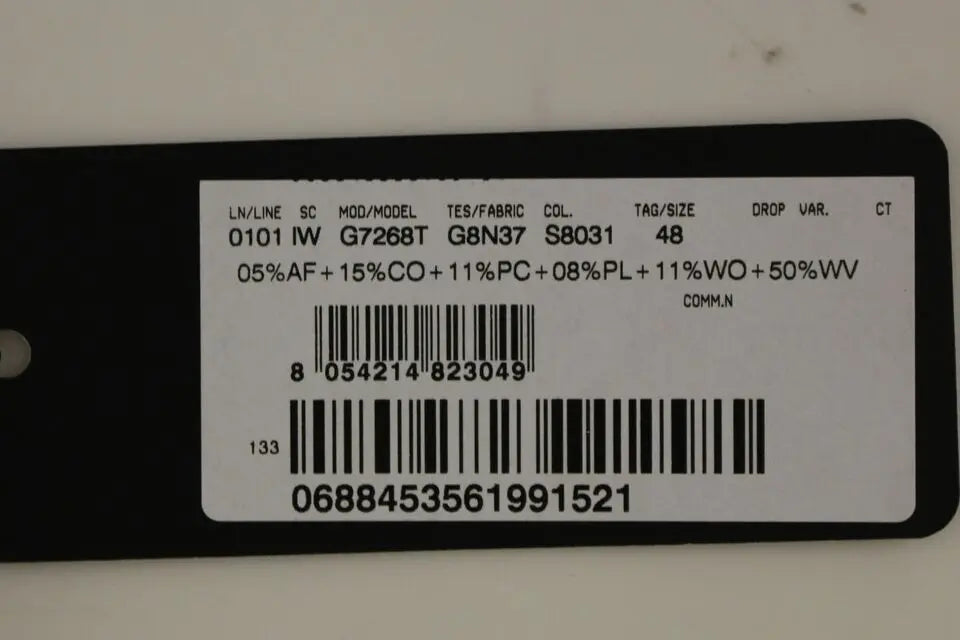 LN/LINE SC MOD/MODEL TES/FABRIC COL. TAG/SIZE DROP VAR. CT
0101 IW G7268T G8N37 S8031 48
05%AF+15%CO+11%PC+08%PL+11%WO+50%WV
COMM.N
8 054214 823049
133
0688453561991521